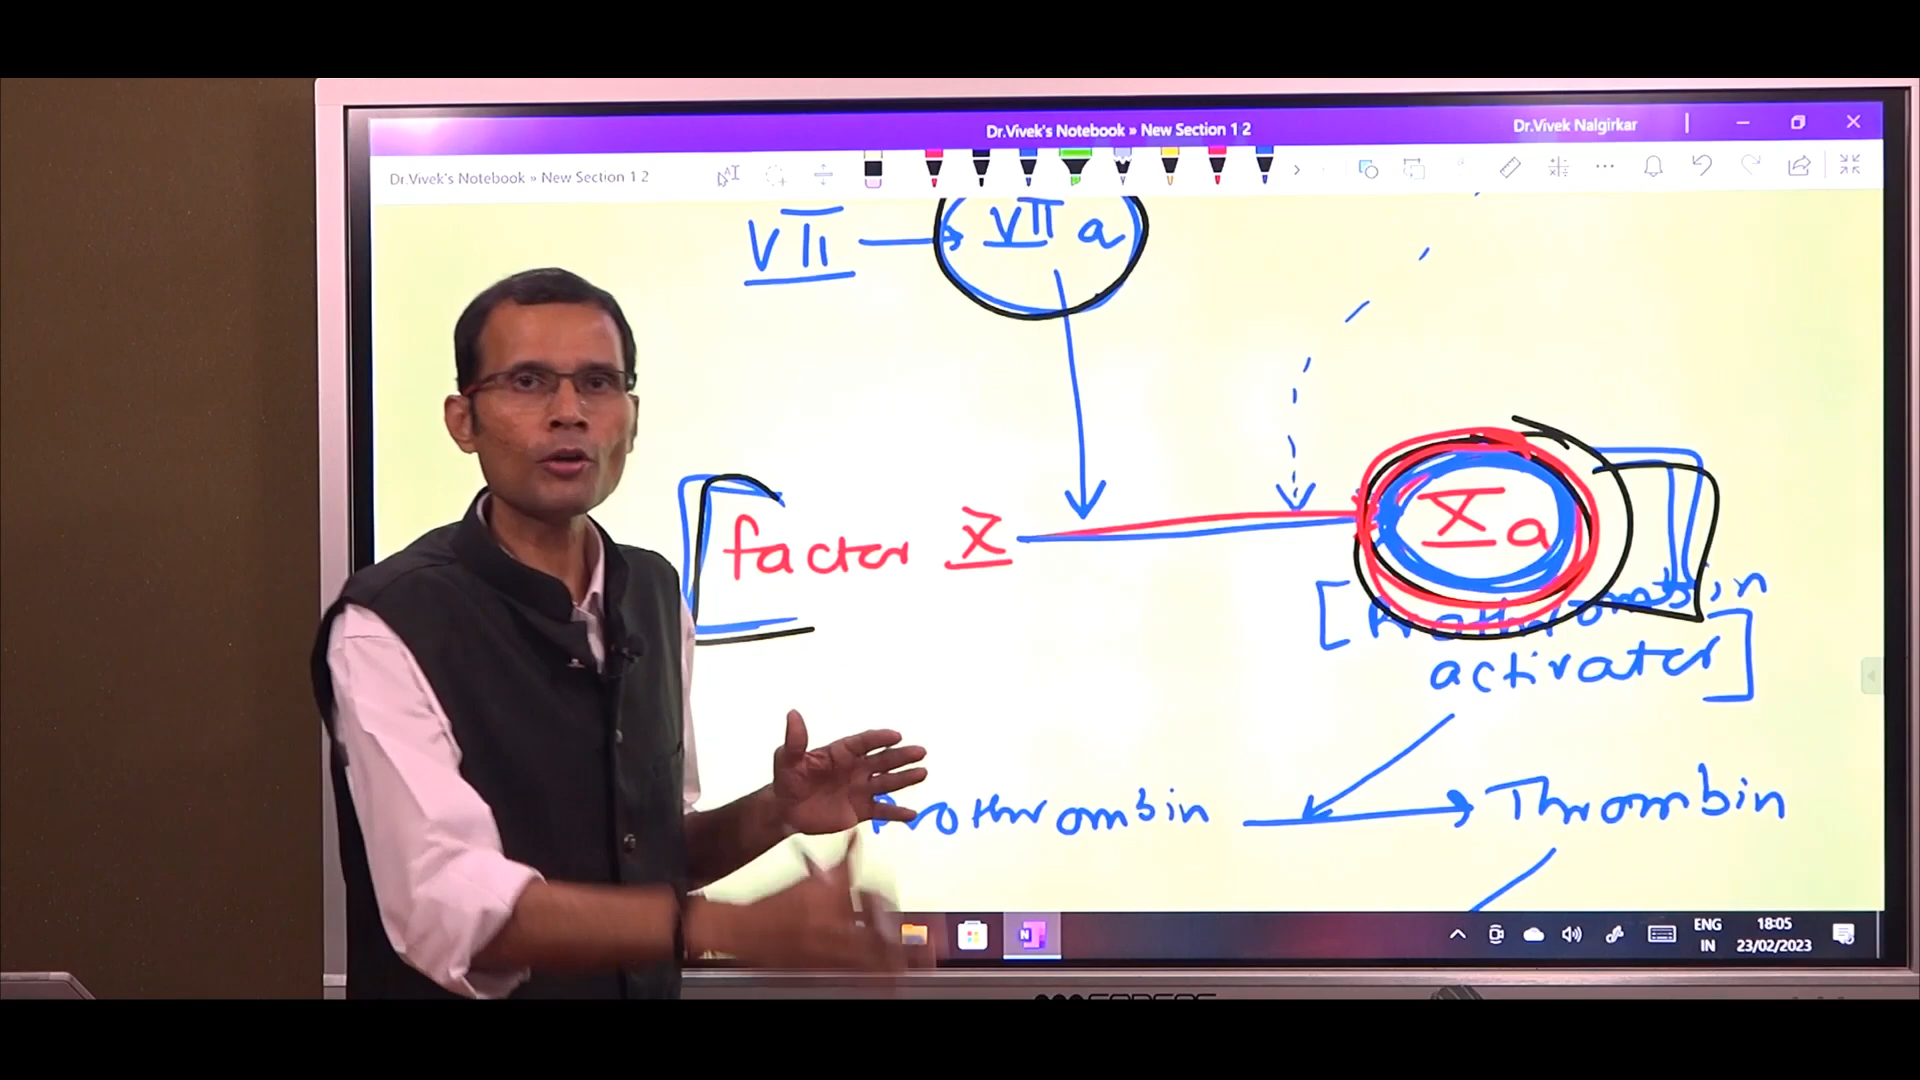 Dr.Vivek's Notebook » New Section 1 2
Dr.Vivek Nalgirkar
Dr.Vivek's Notebook » New Section 1 2
VII → VII a
factor X
X a
[Prothrombin
activator]
Prothrombin → Thrombin
ENG
IN
18:05
23/02/2023